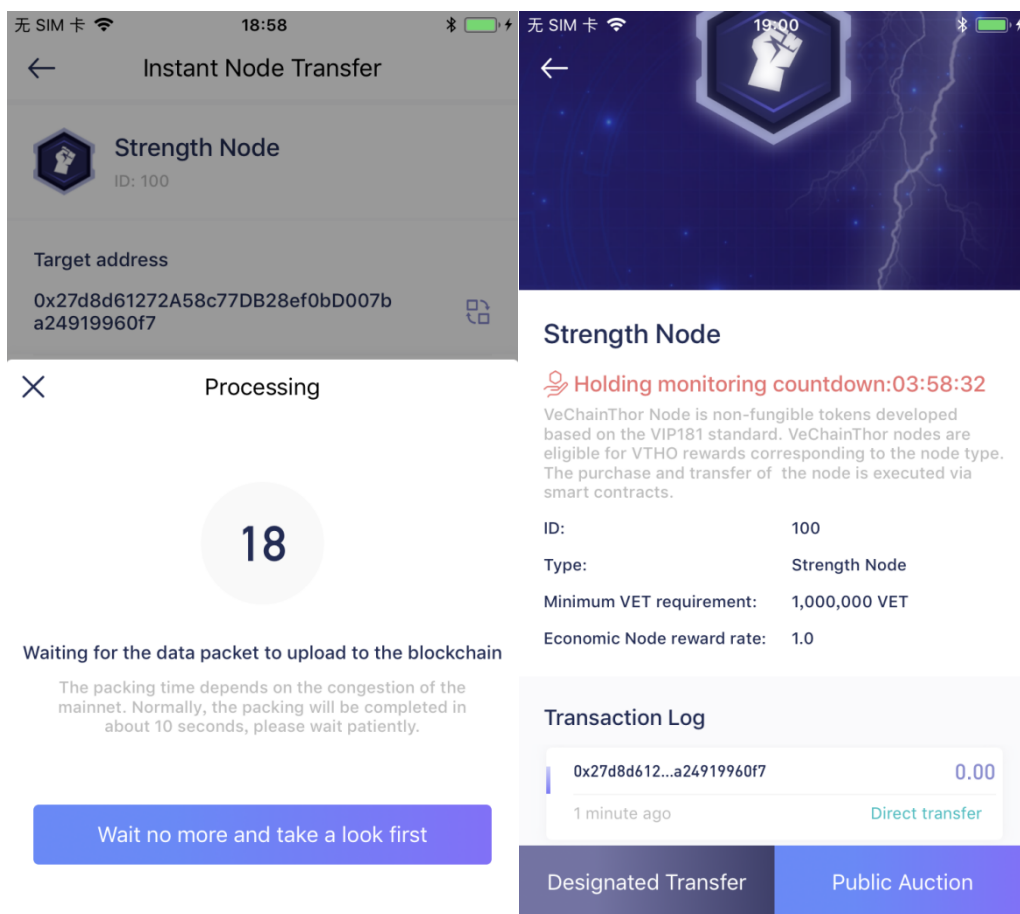 无 SIM 卡
18:58
Instant Node Transfer
Strength Node
ID: 100
Target address
0x27d8d61272A58c77DB28ef0bD007b
a24919960f7
Processing
18
Waiting for the data packet to upload to the blockchain
The packing time depends on the congestion of the
mainnet. Normally, the packing will be completed in
about 10 seconds, please wait patiently.
Wait no more and take a look first
无 SIM 卡
19:00
Strength Node
Holding monitoring countdown:03:58:32
VeChainThor Node is non-fungible tokens developed
based on the VIP181 standard. VeChainThor nodes are
eligible for VTHO rewards corresponding to the node type.
The purchase and transfer of the node is executed via
smart contracts.
ID: 100
Type: Strength Node
Minimum VET requirement: 1,000,000 VET
Economic Node reward rate: 1.0
Transaction Log
0x27d8d612...a24919960f7 0.00
1 minute ago Direct transfer
Designated Transfer Public Auction